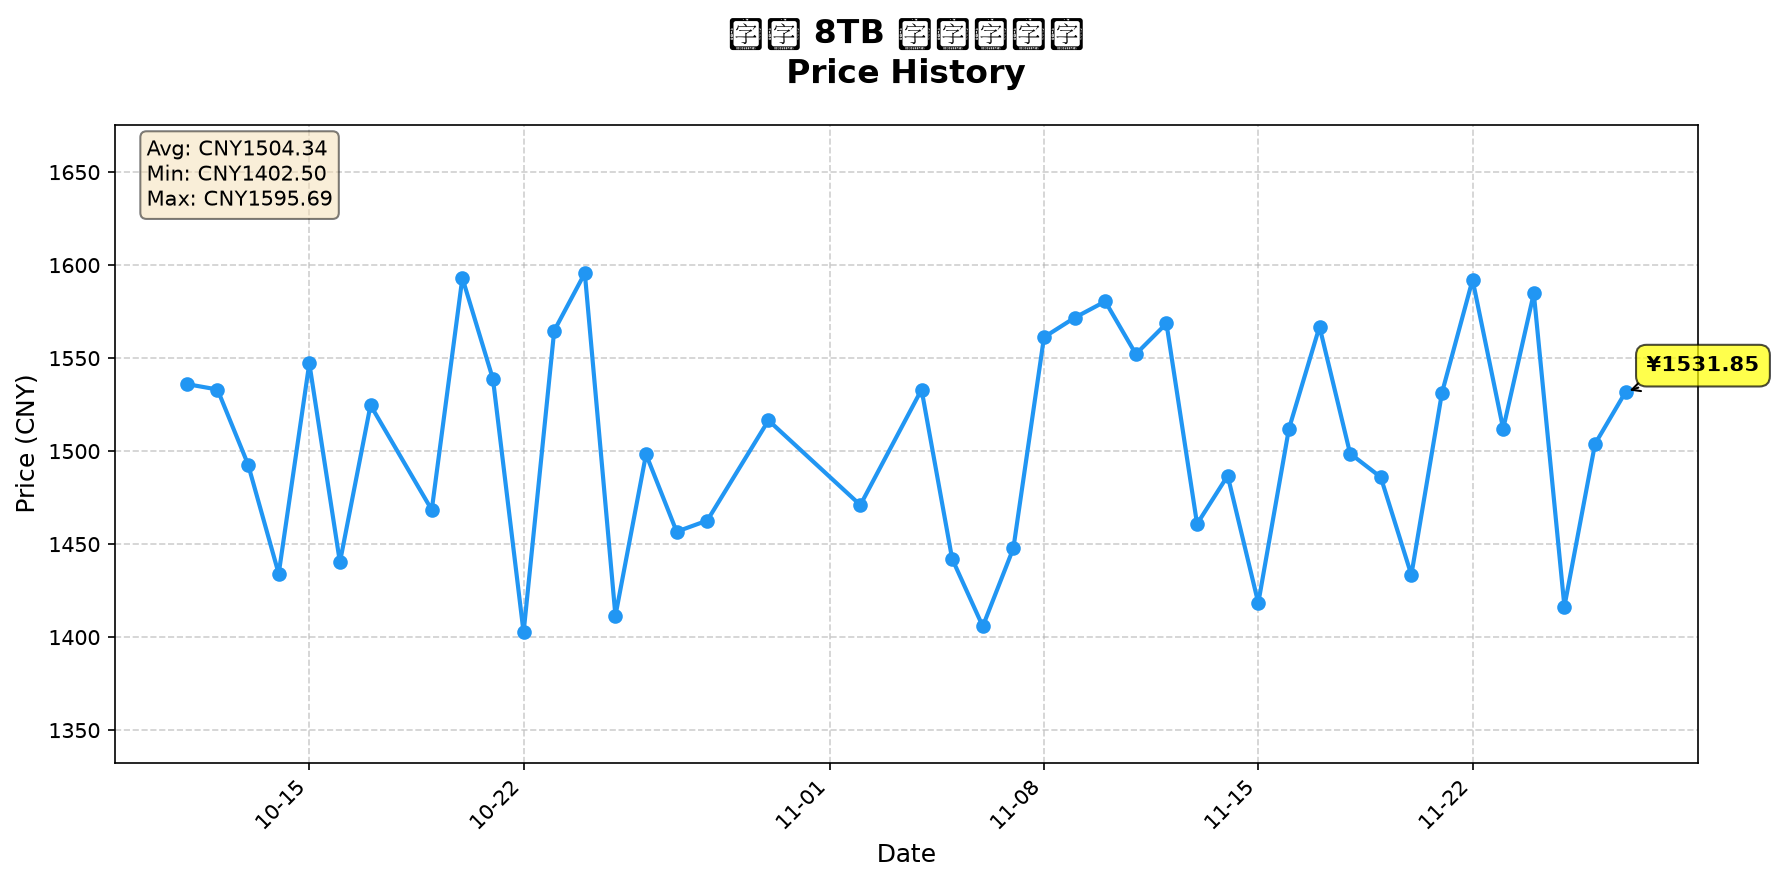 8TB
Price History
Avg: CNY1504.34
Min: CNY1402.50
Max: CNY1595.69
¥1531.85
Price (CNY)
1650
1600
1550
1500
1450
1400
1350
10-15
10-22
11-01
11-08
11-15
11-22
Date